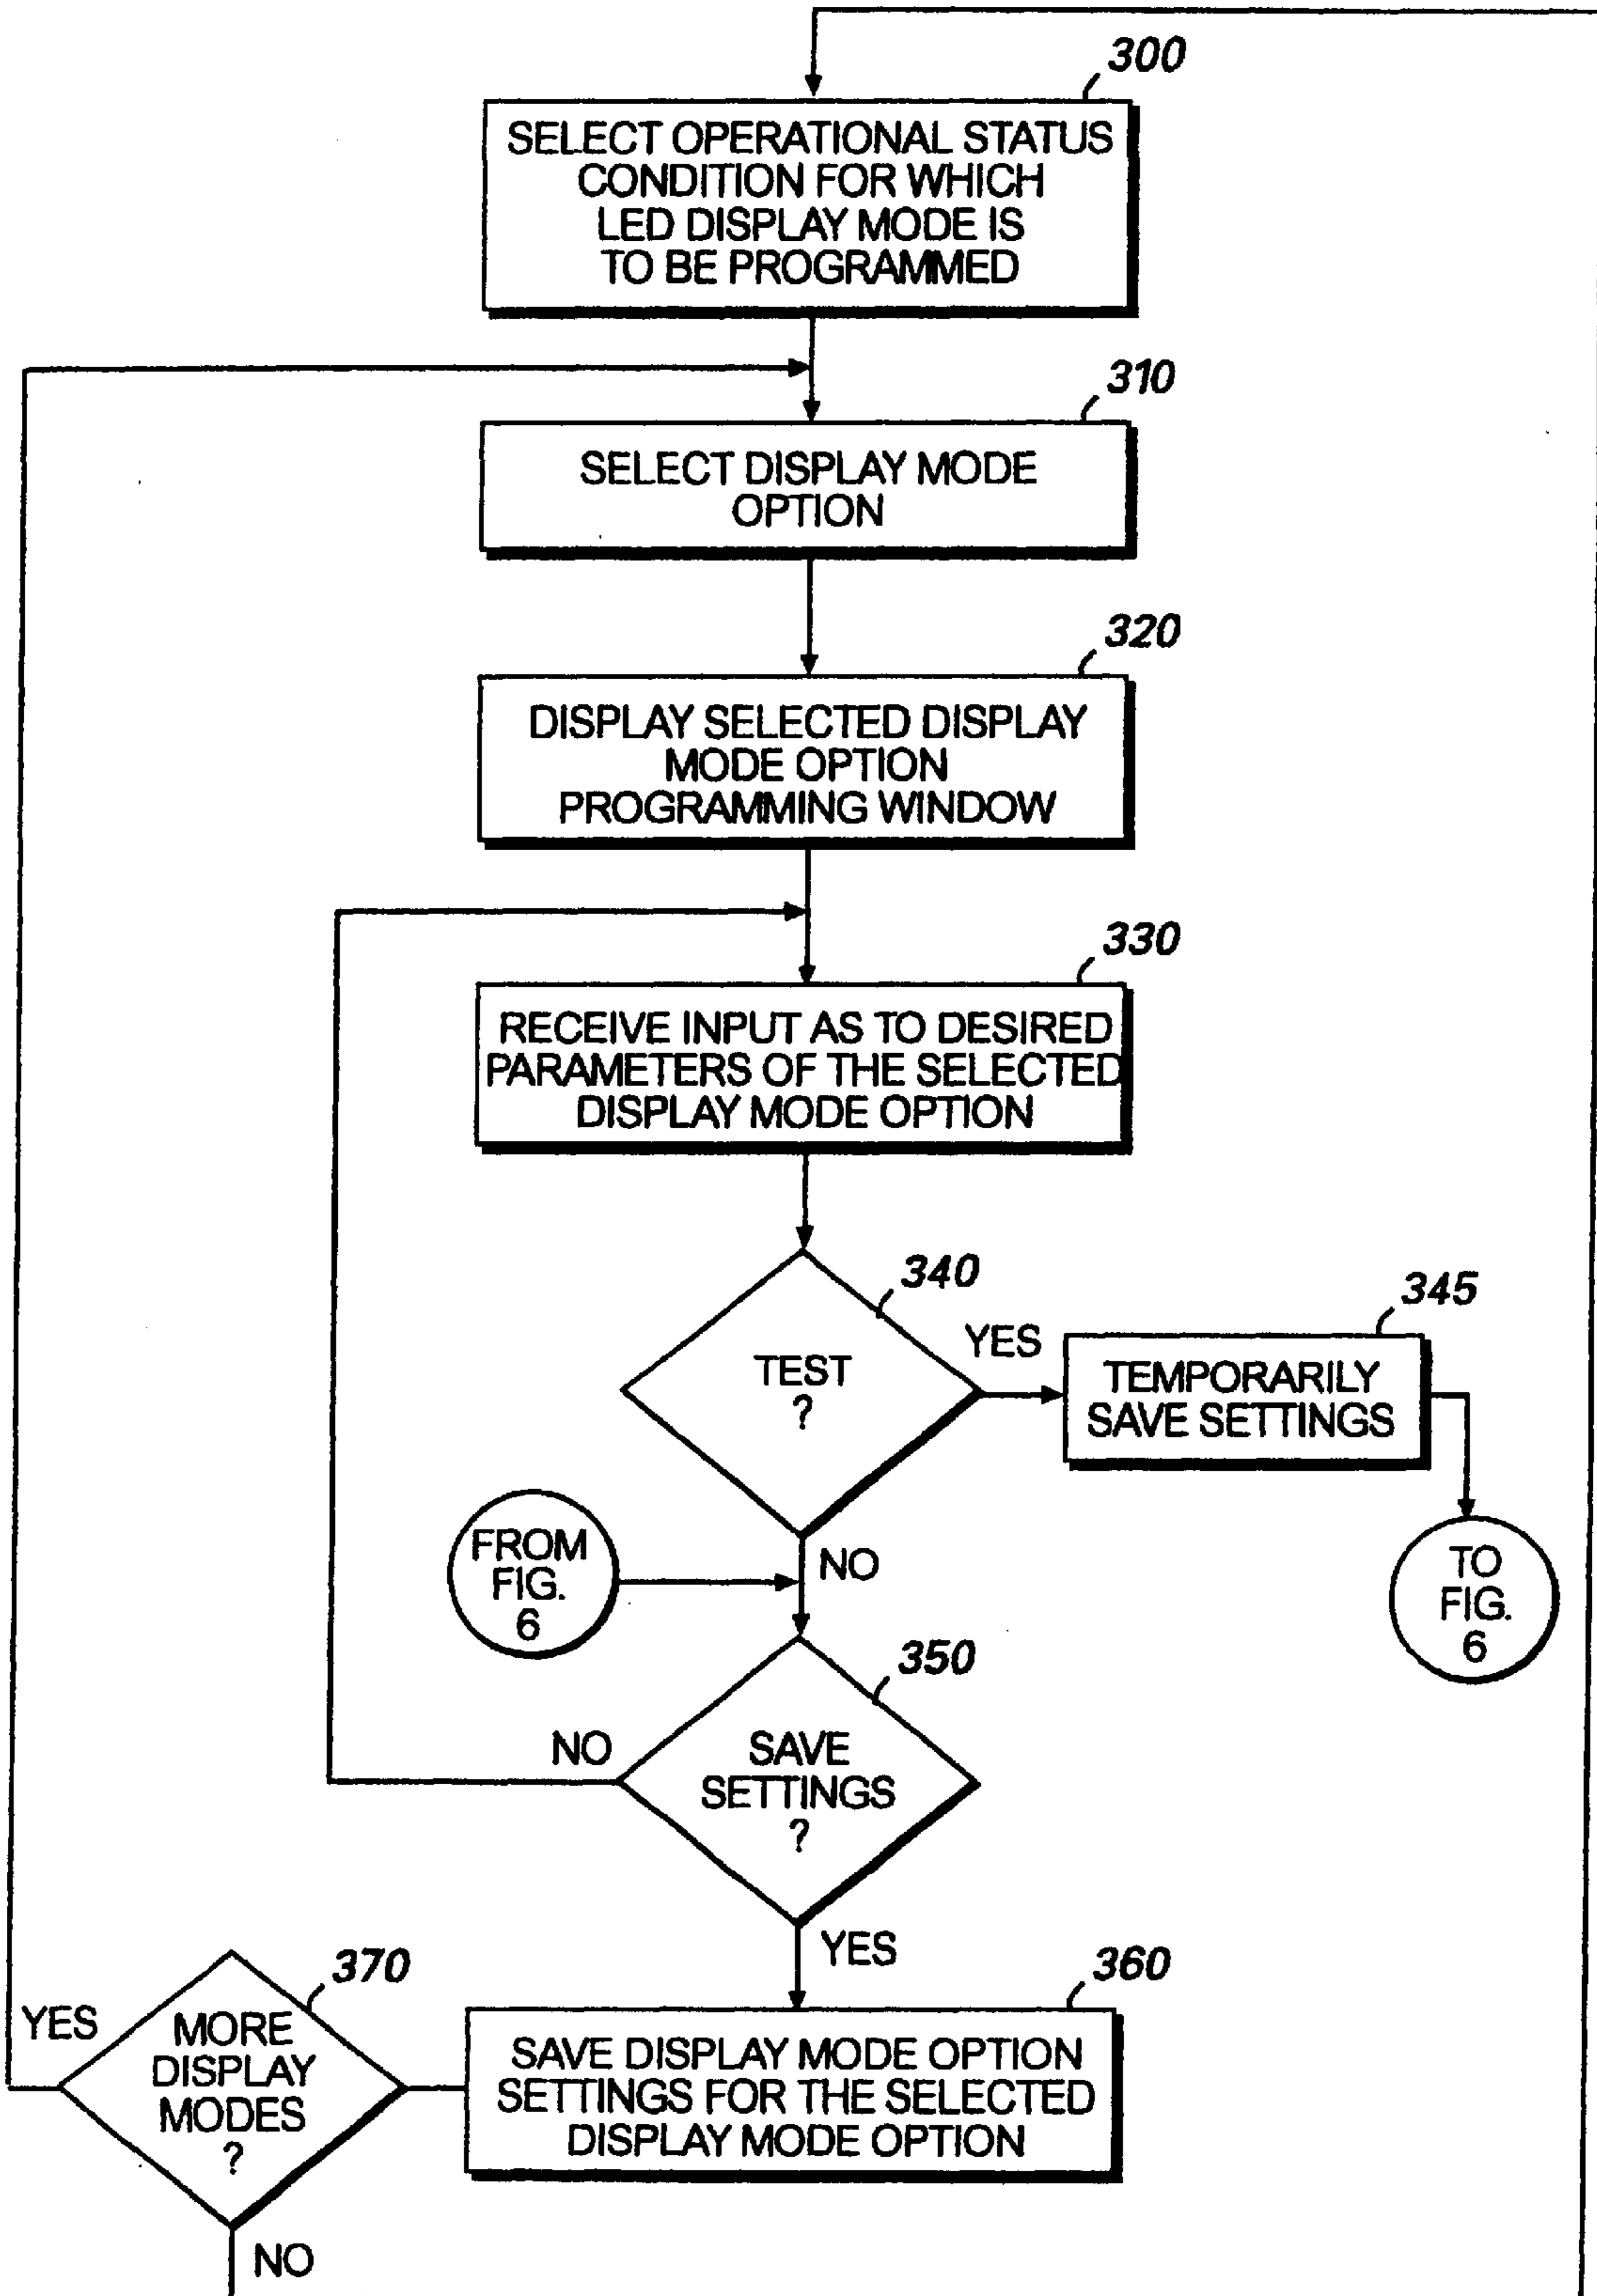 300
SELECT OPERATIONAL STATUS
CONDITION FOR WHICH
LED DISPLAY MODE IS
TO BE PROGRAMMED
310
SELECT DISPLAY MODE
OPTION
320
DISPLAY SELECTED DISPLAY
MODE OPTION
PROGRAMMING WINDOW
330
RECEIVE INPUT AS TO DESIRED
PARAMETERS OF THE SELECTED
DISPLAY MODE OPTION
340
TEST
?
YES
345
TEMPORARILY
SAVE SETTINGS
TO
FIG.
6
FROM
FIG.
6
NO
350
SAVE
SETTINGS
?
NO
YES
360
SAVE DISPLAY MODE OPTION
SETTINGS FOR THE SELECTED
DISPLAY MODE OPTION
370
MORE
DISPLAY
MODES
?
YES
NO